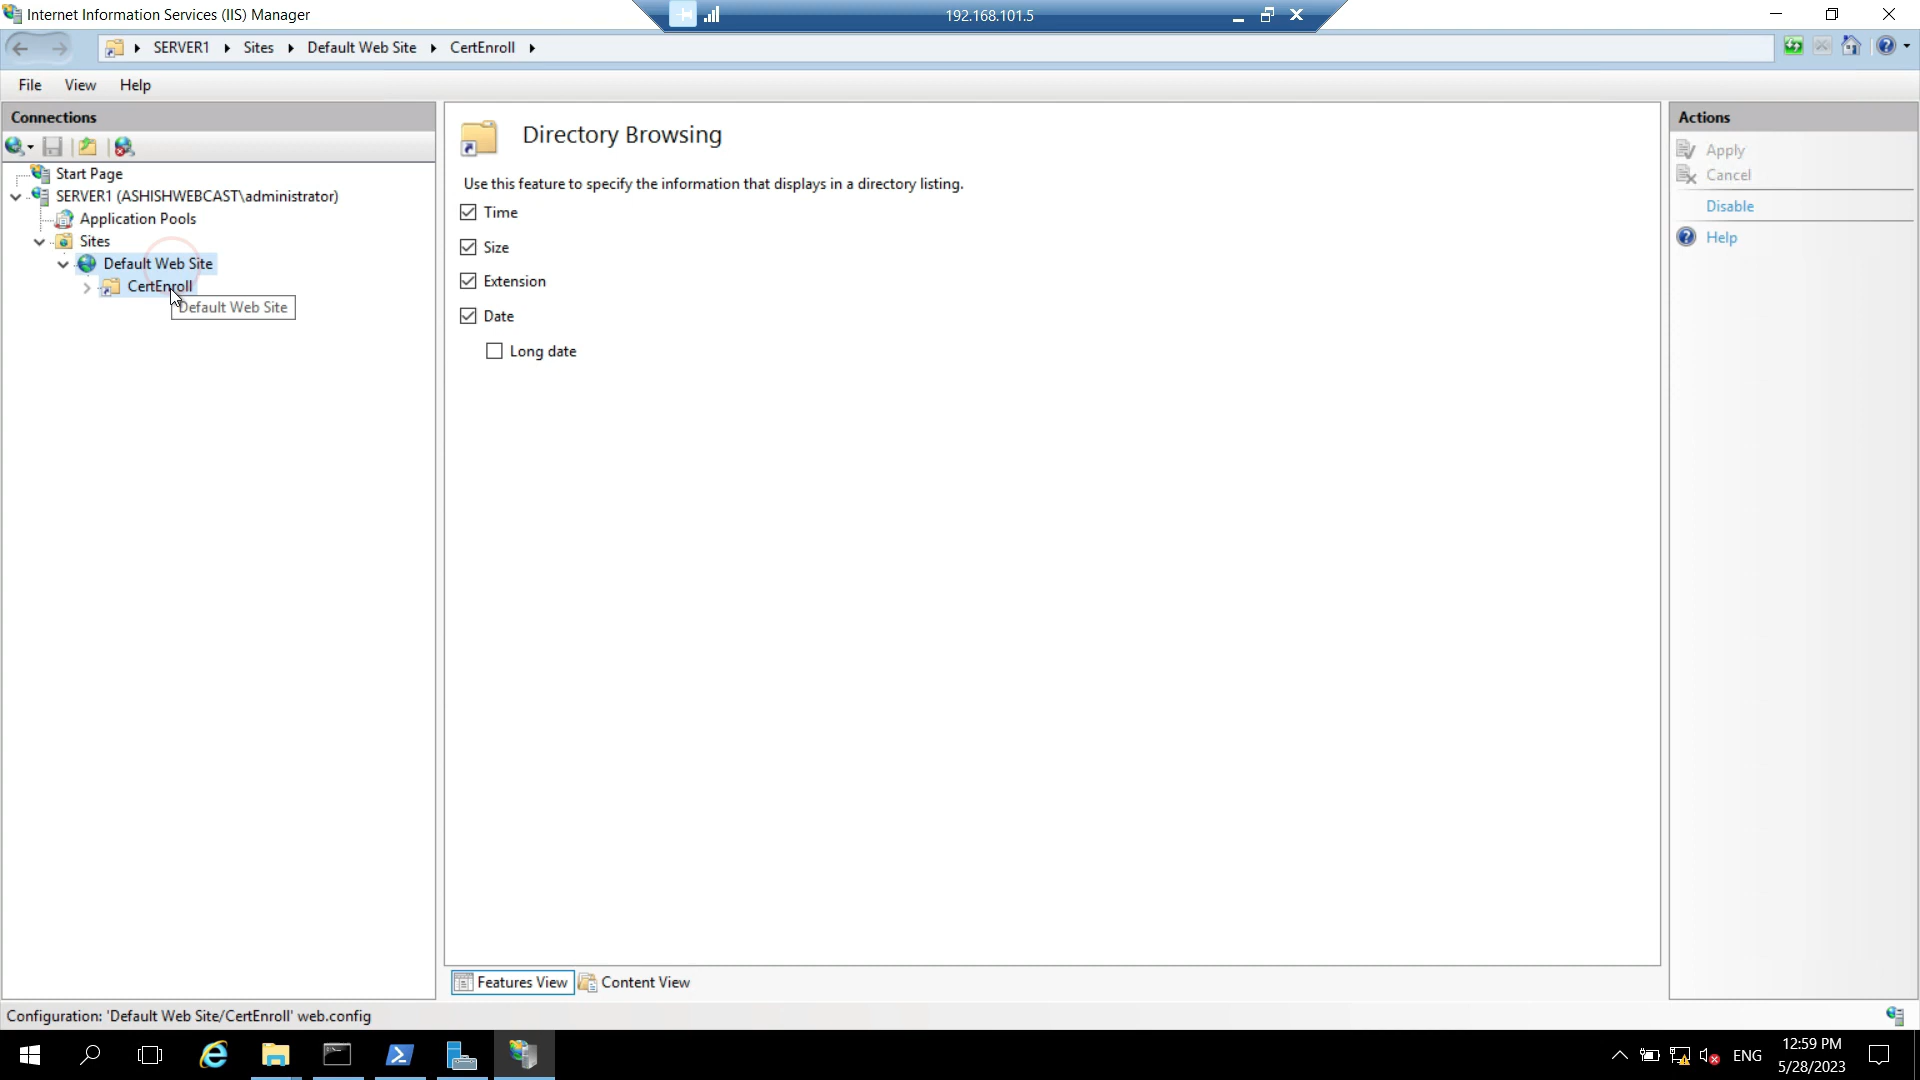 Internet Information Services (IIS) Manager
192.168.101.5
SERVER1 Sites Default Web Site CertEnroll
File View Help
Connections
Start Page
SERVER1 (ASHISHWEBCAST\administrator)
Application Pools
Sites
Default Web Site
CertEnroll
Default Web Site
Directory Browsing
Use this feature to specify the information that displays in a directory listing.
Time
Size
Extension
Date
Long date
Features View Content View
Actions
Apply
Cancel
Disable
Help
Configuration: 'Default Web Site/CertEnroll' web.config
ENG
12:59 PM
5/28/2023